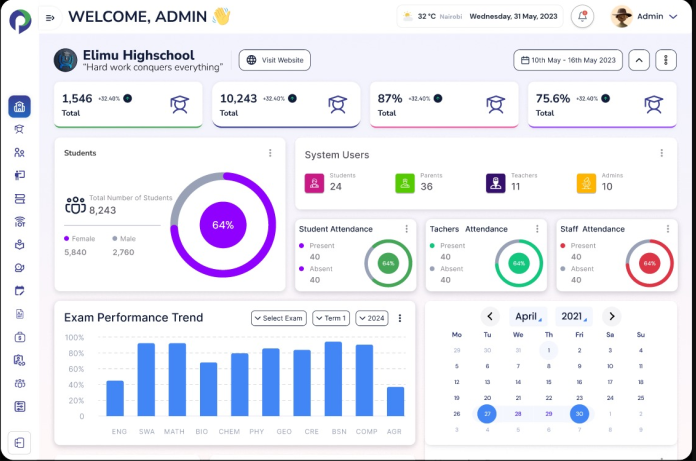 WELCOME, ADMIN 👋
32 °C Nairobi Wednesday, 31 May, 2023
Admin
Elimu Highschool
"Hard work conquers everything"
Visit Website
10th May - 16th May 2023
1,546 +32.40%
Total
10,243 +32.40%
Total
87% +32.40%
Total
75.6% +32.40%
Total
Students
Total Number of Students
8,243
Female
Male
5,840
2,760
64%
System Users
Students
24
Parents
36
Teachers
11
Admins
10
Student Attendance
Present
40
Absent
40
64%
Tachers Attendance
Present
40
Absent
40
64%
Staff Attendance
Present
40
Absent
40
64%
Exam Performance Trend
Select Exam
Term 1
2024
100%
80%
60%
40%
20%
0
ENG SWA MATH BIO CHEM PHY GEO CRE BSN COMP AGR
April 2021
Mo Tu We Th Fri Sa Su
29 30 31 1 2 3 4
5 6 7 8 9 10 11
12 13 14 15 16 17 18
19 20 21 22 23 24 25
26 27 28 29 30 1 2
3 4 5 6 7 8 9
IOT